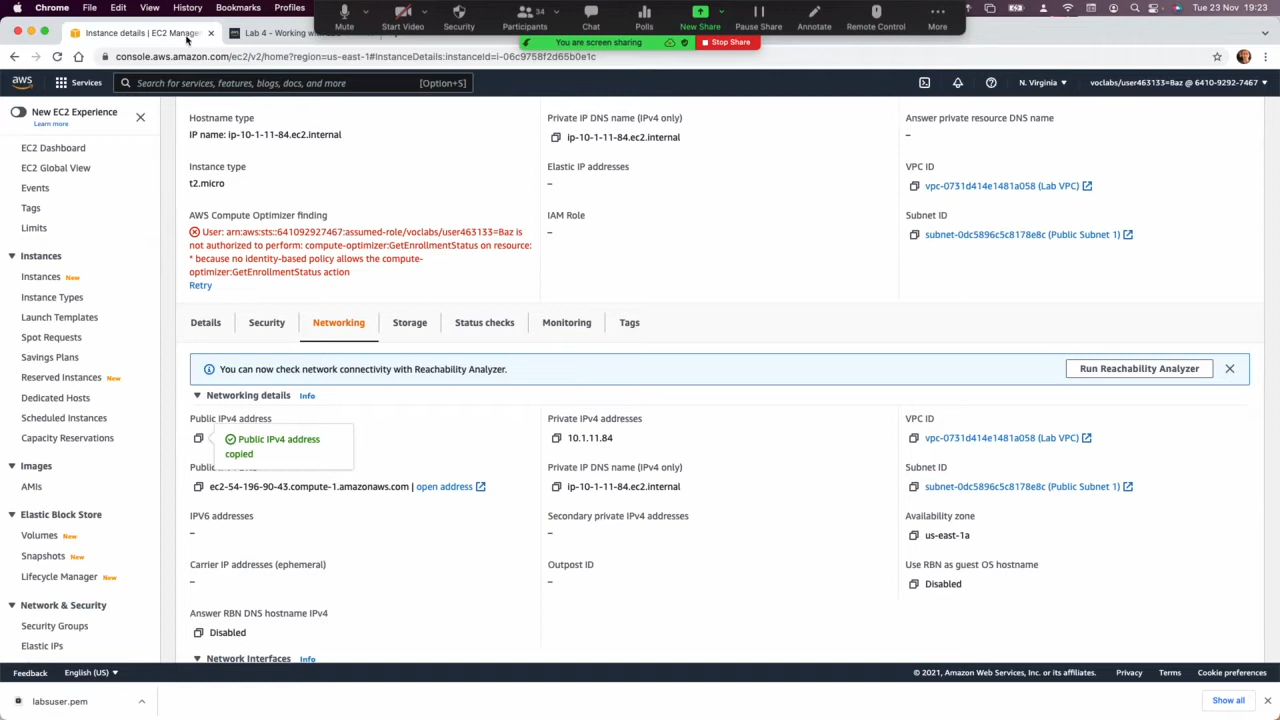 Chrome File Edit View History Bookmarks Profiles
Tue 23 Nov 19:23
Mute
Start Video
Security
Participants 34
Chat
Polls
New Share
Pause Share
Annotate
Remote Control
More
You are screen sharing
Stop Share
Instance details | EC2 Manage
Lab 4 - Working with
console.aws.amazon.com/ec2/v2/home?region=us-east-1#InstanceDetails:instanceId=i-06c9758f2d65b0e1c
aws Services Search for services, features, blogs, docs, and more [Option+S] N. Virginia voclabs/user463133=Baz @ 6410-9292-7467
New EC2 Experience
Learn more
EC2 Dashboard
EC2 Global View
Events
Tags
Limits
Instances
Instances New
Instance Types
Launch Templates
Spot Requests
Savings Plans
Reserved Instances New
Dedicated Hosts
Scheduled Instances
Capacity Reservations
Images
AMIs
Elastic Block Store
Volumes New
Snapshots New
Lifecycle Manager New
Network & Security
Security Groups
Elastic IPs
Hostname type
IP name: ip-10-1-11-84.ec2.internal
Private IP DNS name (IPv4 only)
ip-10-1-11-84.ec2.internal
Answer private resource DNS name
–
Instance type
t2.micro
Elastic IP addresses
–
VPC ID
vpc-0731d414e1481a058 (Lab VPC)
AWS Compute Optimizer finding
User: arn:aws:sts::641092927467:assumed-role/voclabs/user463133=Baz is
not authorized to perform: compute-optimizer:GetEnrollmentStatus on resource:
* because no identity-based policy allows the compute-
optimizer:GetEnrollmentStatus action
Retry
IAM Role
–
Subnet ID
subnet-0dc5896c5c8178e8c (Public Subnet 1)
Details Security Networking Storage Status checks Monitoring Tags
You can now check network connectivity with Reachability Analyzer.
Run Reachability Analyzer
Networking details Info
Public IPv4 address
Public IPv4 address
copied
Private IPv4 addresses
10.1.11.84
VPC ID
vpc-0731d414e1481a058 (Lab VPC)
ec2-54-196-90-43.compute-1.amazonaws.com | open address
Private IP DNS name (IPv4 only)
ip-10-1-11-84.ec2.internal
Subnet ID
subnet-0dc5896c5c8178e8c (Public Subnet 1)
IPV6 addresses
–
Secondary private IPv4 addresses
–
Availability zone
us-east-1a
Carrier IP addresses (ephemeral)
–
Outpost ID
–
Use RBN as guest OS hostname
Disabled
Answer RBN DNS hostname IPv4
Disabled
Network Interfaces Info
Feedback English (US) © 2021, Amazon Web Services, Inc. or its affiliates. Privacy Terms Cookie preferences
labsuser.pem
Show all